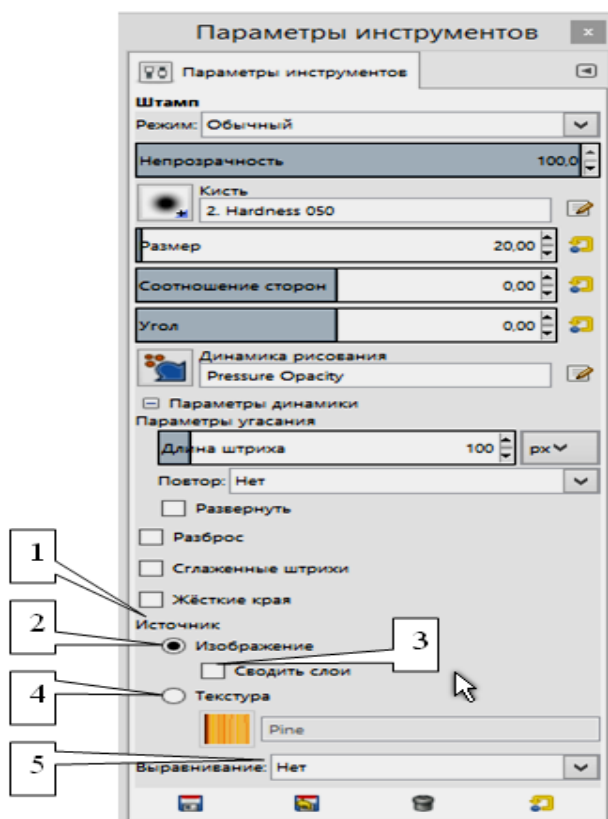 Параметры инструментов
Параметры инструментов
Штамп
Режим: Обычный
Непрозрачность 100,0
Кисть
2. Hardness 050
Размер 20,00
Соотношение сторон 0,00
Угол 0,00
Динамика рисования
Pressure Opacity
Параметры динамики
Параметры угасания
Длина штриха 100 px
Повтор: Нет
Развернуть
Разброс
1
Сглаженные штрихи
Жёсткие края
Источник
2
Изображение
3
Сводить слои
4
Текстура
Pine
5
Выравнивание: Нет